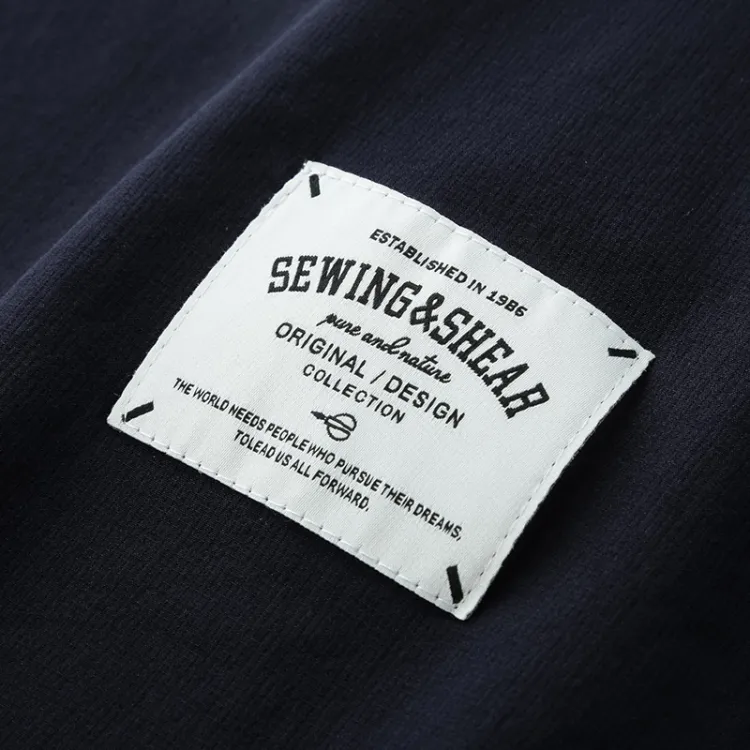 ESTABLISHED IN 1986
SEWING&SHEAR
pure and nature
ORIGINAL / DESIGN
COLLECTION
THE WORLD NEEDS PEOPLE WHO PURSUE THEIR DREAMS,
TOLEAD US ALL FORWARD.